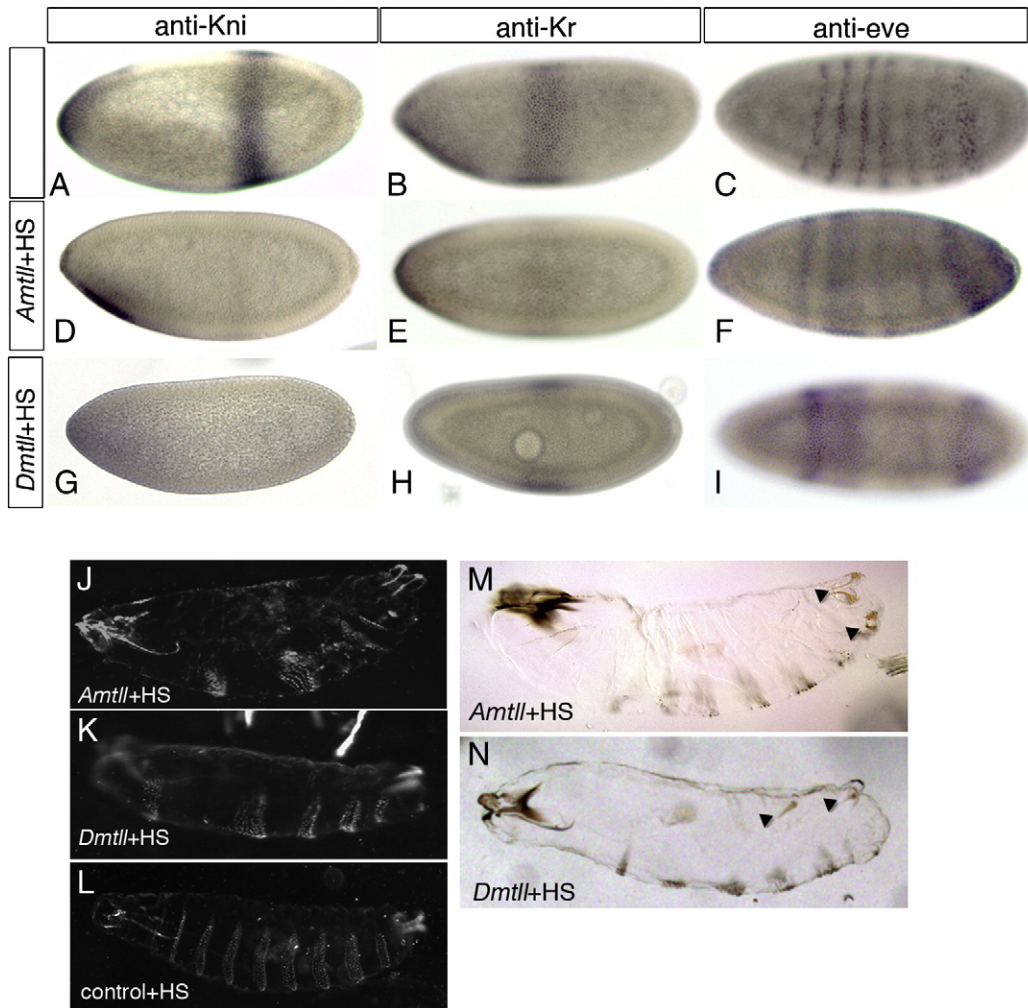 anti-Kni
anti-Kr
anti-eve
A
B
C
Amtll+HS
D
E
F
Dmtll+HS
G
H
I
J
Amtll+HS
K
Dmtll+HS
L
control+HS
M
Amtll+HS
N
Dmtll+HS